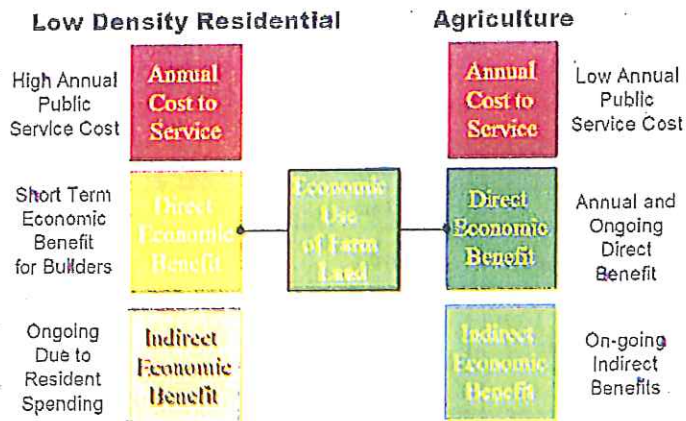 Low Density Residential
Agriculture
High Annual
Public
Service Cost
Annual
Cost to
Service
Annual
Cost to
Service
Low Annual
Public
Service Cost
Short Term
Economic
Benefit
for Builders
Direct
Economic
Benefit
Economic
Use
of Farm
Land
Direct
Economic
Benefit
Annual and
Ongoing
Direct
Benefit
Ongoing
Due to
Resident
Spending
Indirect
Economic
Benefit
Indirect
Economic
Benefit
On-going
Indirect
Benefits